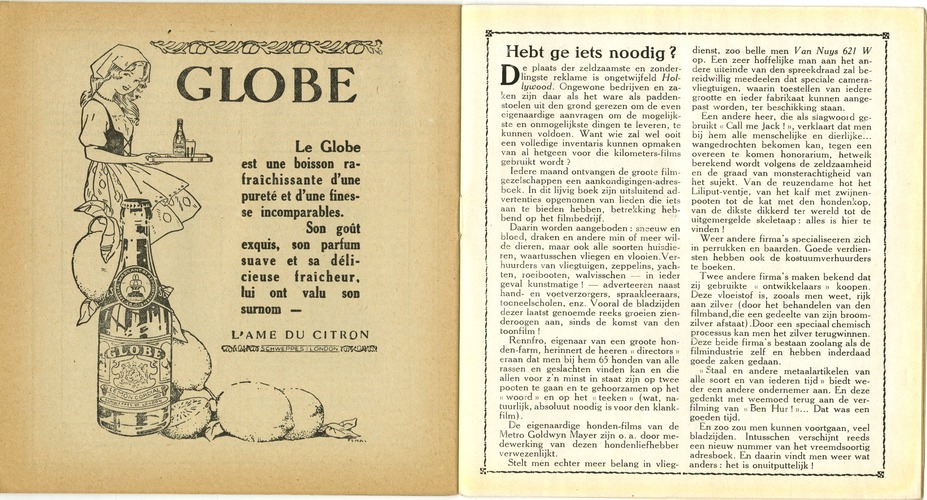 GLOBE
Le Globe
est une boisson ra-
fraîchissante d'une
pureté et d'une fines-
se incomparables.
Son goût
exquis, son parfum
suave et sa déli-
cieuse fraicheur,
lui ont valu son
surnom —
L'AME DU CITRON
SCHWEPPES LONDON
GLOBE
Hebt ge iets noodig ?
De plaats der zeldzaamste en zonder-
lingste reklame is ongetwijfeld Hol-
lywood. Ongewone bedrijven en za-
ken zijn daar als het ware als padden-
stoelen uit den grond gerezen om de even
eigenaardige aanvragen om de mogelijk-
ste en onmogelijkste dingen te leveren, te
kunnen voldoen. Want wie zal wel ooit
een volledige inventaris kunnen opmaken
van al hetgeen voor die kilometers-films
gebruikt wordt ?
Iedere maand ontvangen de groote film-
gezelschappen een aankondigingen-adres-
boek. In dit lijvig boek zijn uitsluitend ad-
vertenties opgenomen van lieden die iets
aan te bieden hebben, betrekking heb-
bend op het filmbedrijf.
Daarin worden aangeboden : sneeuw en
bloed, draken en andere min of meer wil-
de dieren, maar ook alle soorten huisdie-
ren, waartusschen vliegen en vlooien. Ver-
huurders van vliegtuigen, zeppelins, yach-
ten, roeibooten, walvisschen — in ieder
geval kunstmatige ! — adverteeren naast
hand- en voetverzorgers, spraakleeraars,
tooneelscholen, enz. Vooral de bladzijden
dezer laatst genoemde reeks groeien zien-
deroogen aan, sinds de komst van den
toonfilm !
Rennfro, eigenaar van een groote hon-
den-farm, herinnert de heeren « directors »
eraan dat men bij hem 65 honden van alle
rassen en geslachten vinden kan en die
allen voor z'n minst in staat zijn op twee
pooten te gaan en te gehoorzamen op het
« woord » en op het « teeken » (wat, na-
tuurlijk, absoluut noodig is voor den klank-
film).
De eigenaardige honden-films van de
Metro Goldwyn Mayer zijn o. a. door me-
dewerking van dezen hondenliefhebber
verwezenlijkt.
Stelt men echter meer belang in vlieg-
dienst, zoo belle men Van Nuys 621 W
op. Een zeer hoffelijke man aan het an-
dere uiteinde van den spreekdraad zal be-
reidwillig meedeelen dat speciale camera-
vliegtuigen, waarin toestellen van iedere
grootte en ieder fabrikaat kunnen aange-
past worden, ter beschikking staan.
Een andere heer, die als slagwoord ge-
bruikt « Call me Jack ! », verklaart dat men
bij hem alle menschelijke en dierlijke...
wangedrochten bekomen kan, tegen een
overeen te komen honorarium, hetwelk
berekend wordt volgens de zeldzaamheid
en de graad van monsterachtigheid van
het sujekt. Van de reuzendame hot het
Lilliput-ventje, van het kalf met zwijnen-
pooten tot de kat met den hondenkop,
van de dikste dikkerd ter wereld tot de
uitgemergelde skeletaap : alles is hier te
vinden !
Weer andere firma's specialiseeren zich
in perrukken en baarden. Goede verdien-
sten hebben ook de kostuumverhuurders
te boeken.
Twee andere firma's maken bekend dat
zij gebruikte « ontwikkelaars » koopen.
Deze vloeistof is, zooals men weet, rijk
aan zilver (door het behandelen van den
filmband, die een gedeelte van zijn broom-
zilver afstaat). Door een speciaal chemisch
processus kan men het zilver terugwinnen.
Deze beide firma's bestaan zoolang als de
filmindustrie zelf en hebben inderdaad
goede zaken gedaan.
« Staal en andere metaalartikelen van
alle soort en van iederen tijd » biedt we-
der een andere ondernemer aan. En deze
gedenkt met weemoed terug aan de ver-
filming van « Ben Hur ! »... Dat was een
goeden tijd.
En zoo zou men kunnen voortgaan, veel
bladzijden. Intusschen verschijnt reeds
een nieuw nummer van het vreemdsoortig
adresboek. En daarin vindt men weer wat
anders : het is onuitputtelijk !